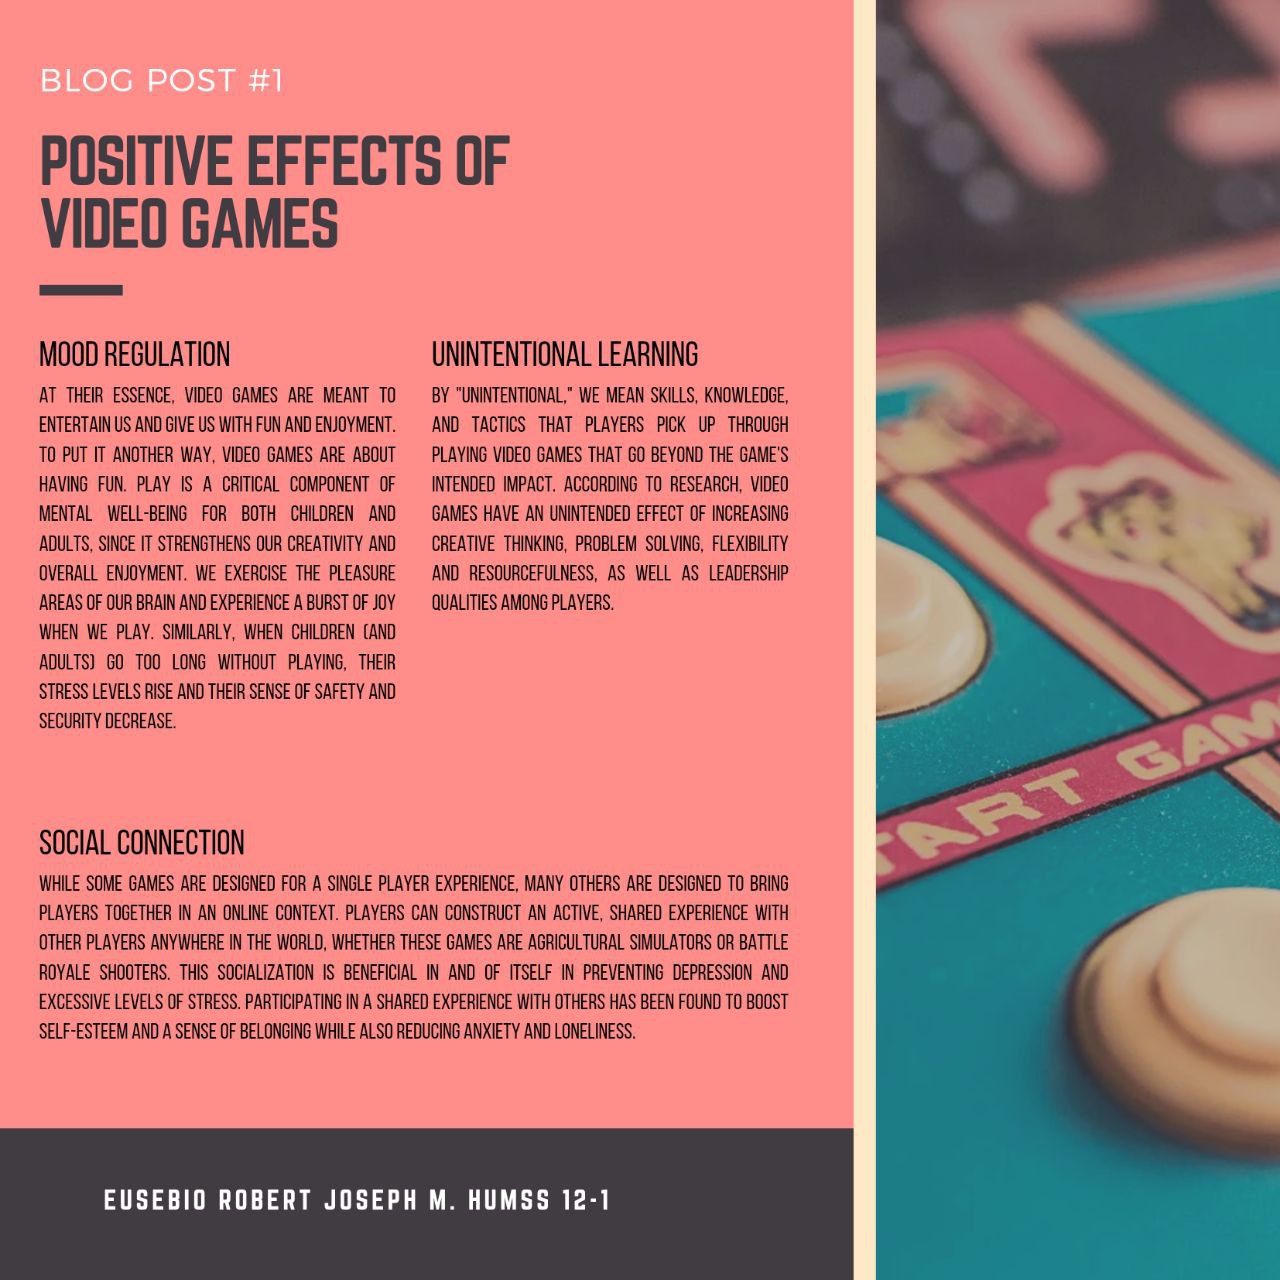 BLOG POST #1
POSITIVE EFFECTS OF
VIDEO GAMES
MOOD REGULATION
AT THEIR ESSENCE, VIDEO GAMES ARE MEANT TO
ENTERTAIN US AND GIVE US WITH FUN AND ENJOYMENT.
TO PUT IT ANOTHER WAY, VIDEO GAMES ARE ABOUT
HAVING FUN. PLAY IS A CRITICAL COMPONENT OF
MENTAL WELL-BEING FOR BOTH CHILDREN AND
ADULTS, SINCE IT STRENGTHENS OUR CREATIVITY AND
OVERALL ENJOYMENT. WE EXERCISE THE PLEASURE
AREAS OF OUR BRAIN AND EXPERIENCE A BURST OF JOY
WHEN WE PLAY. SIMILARLY, WHEN CHILDREN (AND
ADULTS) GO TOO LONG WITHOUT PLAYING, THEIR
STRESS LEVELS RISE AND THEIR SENSE OF SAFETY AND
SECURITY DECREASE.
UNINTENTIONAL LEARNING
BY "UNINTENTIONAL," WE MEAN SKILLS, KNOWLEDGE,
AND TACTICS THAT PLAYERS PICK UP THROUGH
PLAYING VIDEO GAMES THAT GO BEYOND THE GAME'S
INTENDED IMPACT. ACCORDING TO RESEARCH, VIDEO
GAMES HAVE AN UNINTENDED EFFECT OF INCREASING
CREATIVE THINKING, PROBLEM SOLVING, FLEXIBILITY
AND RESOURCEFULNESS, AS WELL AS LEADERSHIP
QUALITIES AMONG PLAYERS.
SOCIAL CONNECTION
WHILE SOME GAMES ARE DESIGNED FOR A SINGLE PLAYER EXPERIENCE, MANY OTHERS ARE DESIGNED TO BRING
PLAYERS TOGETHER IN AN ONLINE CONTEXT. PLAYERS CAN CONSTRUCT AN ACTIVE, SHARED EXPERIENCE WITH
OTHER PLAYERS ANYWHERE IN THE WORLD, WHETHER THESE GAMES ARE AGRICULTURAL SIMULATORS OR BATTLE
ROYALE SHOOTERS. THIS SOCIALIZATION IS BENEFICIAL IN AND OF ITSELF IN PREVENTING DEPRESSION AND
EXCESSIVE LEVELS OF STRESS. PARTICIPATING IN A SHARED EXPERIENCE WITH OTHERS HAS BEEN FOUND TO BOOST
SELF-ESTEEM AND A SENSE OF BELONGING WHILE ALSO REDUCING ANXIETY AND LONELINESS.
EUSEBIO ROBERT JOSEPH M. HUMSS 12-1
TART GAM